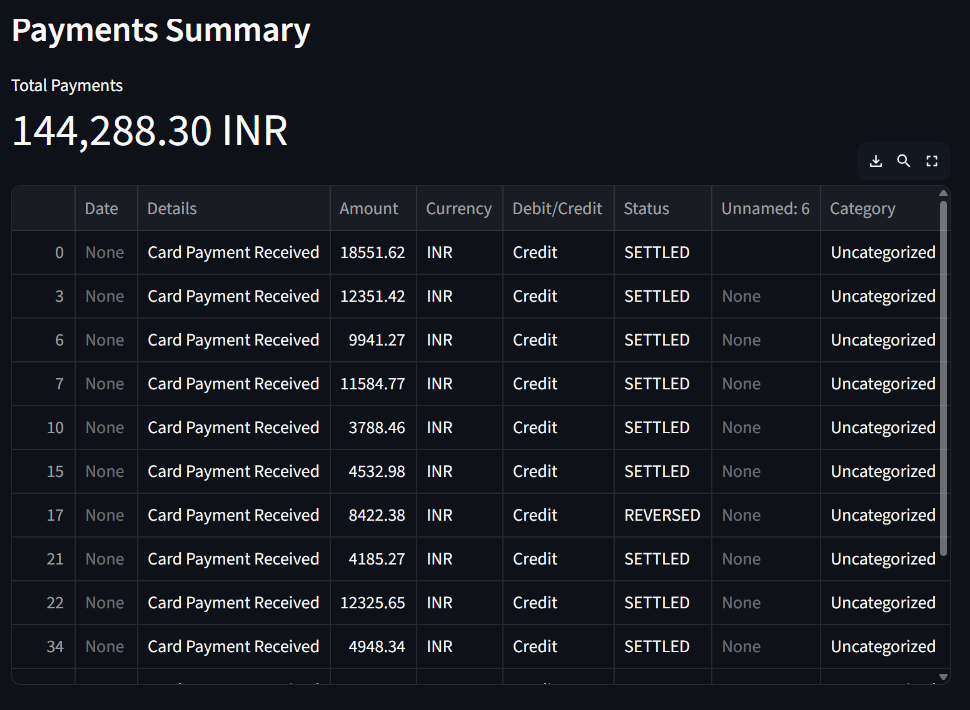 Payments Summary
Total Payments
144,288.30 INR
Date Details Amount Currency Debit/Credit Status Unnamed: 6 Category
0 None Card Payment Received 18551.62 INR Credit SETTLED Uncategorized
3 None Card Payment Received 12351.42 INR Credit SETTLED None Uncategorized
6 None Card Payment Received 9941.27 INR Credit SETTLED None Uncategorized
7 None Card Payment Received 11584.77 INR Credit SETTLED None Uncategorized
10 None Card Payment Received 3788.46 INR Credit SETTLED None Uncategorized
15 None Card Payment Received 4532.98 INR Credit SETTLED None Uncategorized
17 None Card Payment Received 8422.38 INR Credit REVERSED None Uncategorized
21 None Card Payment Received 4185.27 INR Credit SETTLED None Uncategorized
22 None Card Payment Received 12325.65 INR Credit SETTLED None Uncategorized
34 None Card Payment Received 4948.34 INR Credit SETTLED None Uncategorized